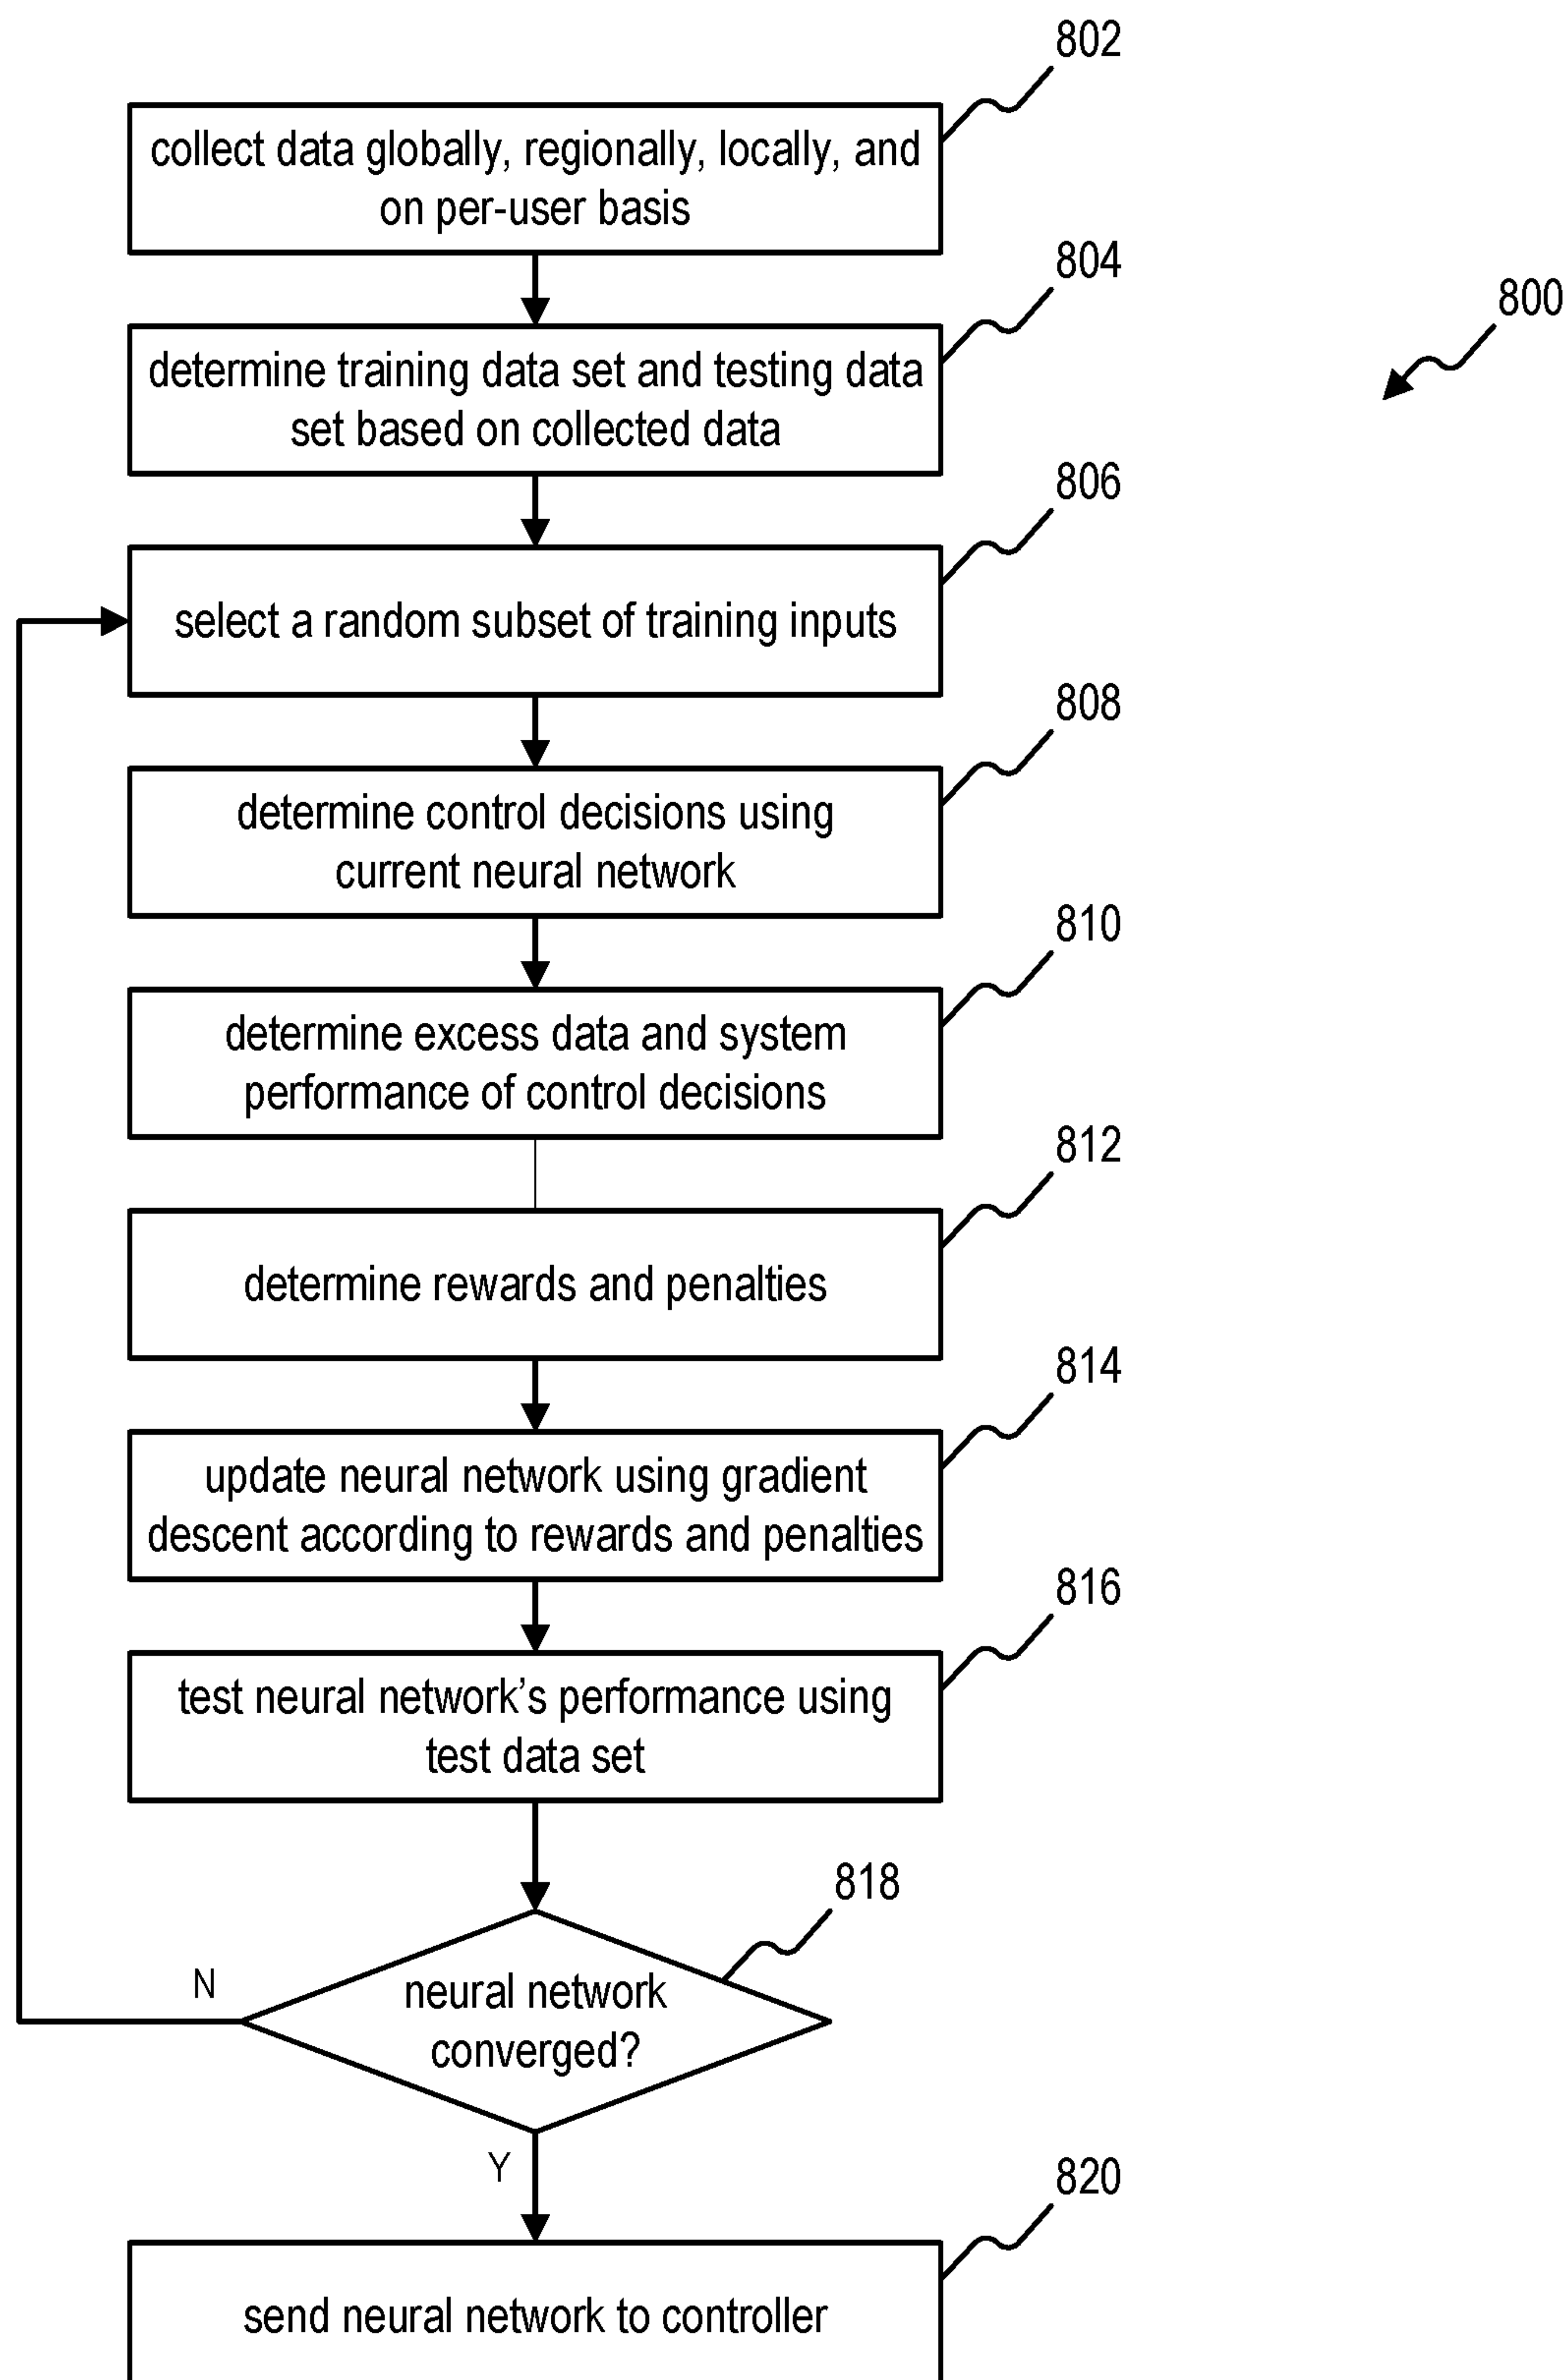 802
collect data globally, regionally, locally, and
on per-user basis
804
800
determine training data set and testing data
set based on collected data
806
select a random subset of training inputs
808
determine control decisions using
current neural network
810
determine excess data and system
performance of control decisions
812
determine rewards and penalties
814
update neural network using gradient
descent according to rewards and penalties
816
test neural network’s performance using
test data set
818
N
neural network
converged?
Y
820
send neural network to controller